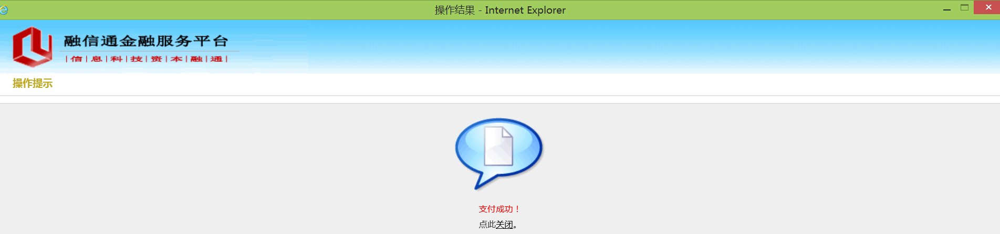 操作结果 - Internet Explorer
融信通金融服务平台
|信|息|科|技|资|本|融|通|
操作提示
支付成功！
点此关闭。